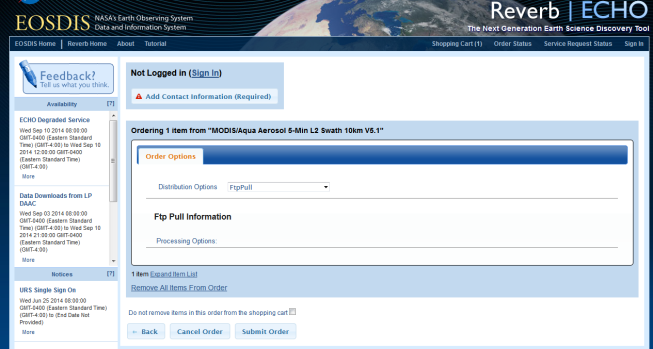 EOSDIS NASA's Earth Observing System
Data and Information System
Reverb | ECHO
The Next Generation Earth Science Discovery Tool
EOSDIS Home Reverb Home About Tutorial Shopping Cart (1) Order Status Service Request Status Sign In
Feedback?
Tell us what you think.
Availability [?]
ECHO Degraded Service
Wed Sep 10 2014 08:00:00
GMT-0400 (Eastern Standard
Time) (GMT-4:00) to Wed Sep 10
2014 12:00:00 GMT-0400
(Eastern Standard Time)
(GMT-4:00)
More
Data Downloads from LP
DAAC
Wed Sep 03 2014 08:00:00
GMT-0400 (Eastern Standard
Time) (GMT-4:00) to Wed Sep 10
2014 21:00:00 GMT-0400
(Eastern Standard Time)
(GMT-4:00)
More
Notices [?]
URS Single Sign On
Wed Jun 25 2014 08:00:00
GMT-0400 (Eastern Standard Time)
(GMT-4:00) to (End Date Not
Provided)
More
Not Logged in (Sign In)
Add Contact Information (Required)
Ordering 1 item from "MODIS/Aqua Aerosol 5-Min L2 Swath 10km V5.1"
Order Options
Distribution Options FtpPull
Ftp Pull Information
Processing Options:
1 item Expand Item List
Remove All Items From Order
Do not remove items in this order from the shopping cart
← Back Cancel Order Submit Order